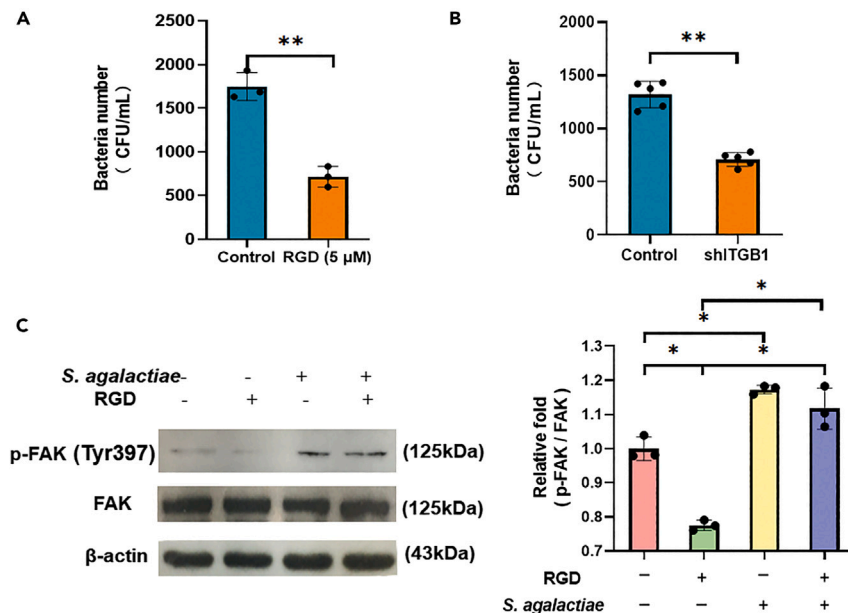 A
Bacteria number
( CFU/mL)
2500
2000
1500
1000
500
0
**
Control RGD (5 μM)
B
Bacteria number
( CFU/mL)
2000
1500
1000
500
0
**
Control shITGB1
C
S. agalactiae - - + +
RGD - + - +
p-FAK (Tyr397) (125kDa)
FAK (125kDa)
β-actin (43kDa)
Relative fold
( p-FAK / FAK )
1.3
1.2
1.1
1.0
0.9
0.8
0.7
*
*
* *
RGD − + − +
S. agalactiae − − + +